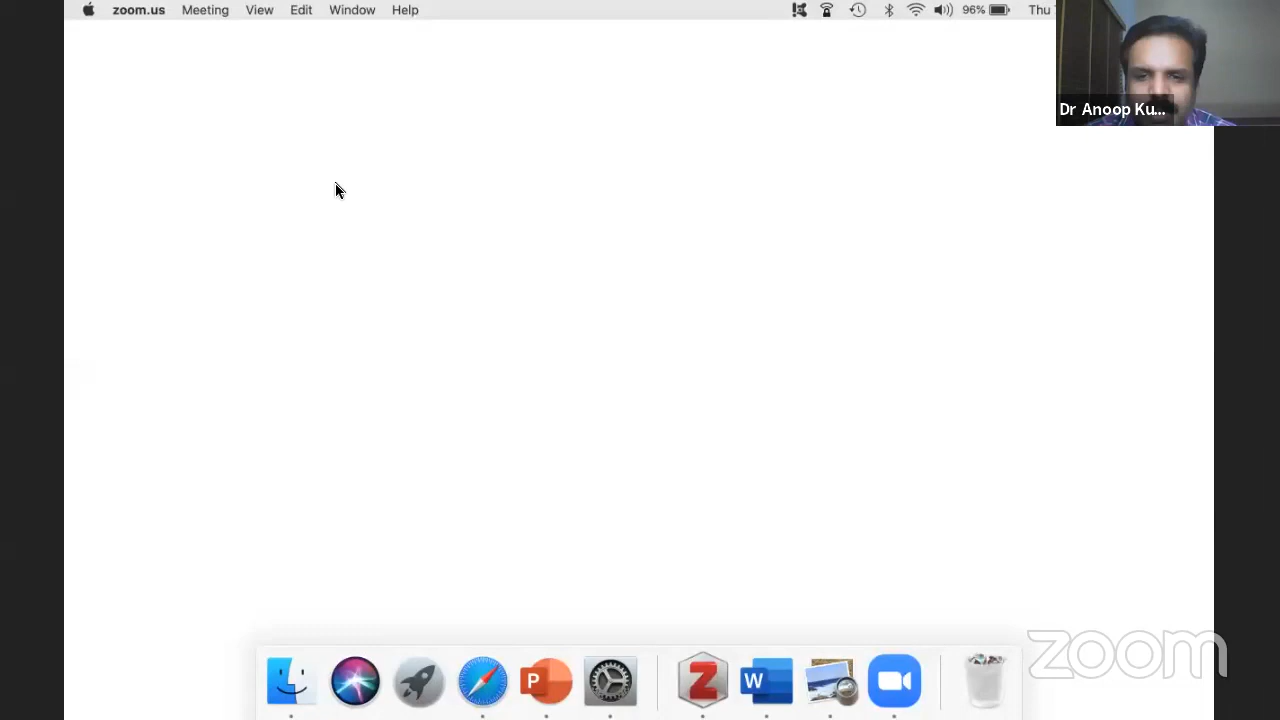 zoom.us Meeting View Edit Window Help 96% Thu
Dr Anoop Ku...
P
Z
W
zoom